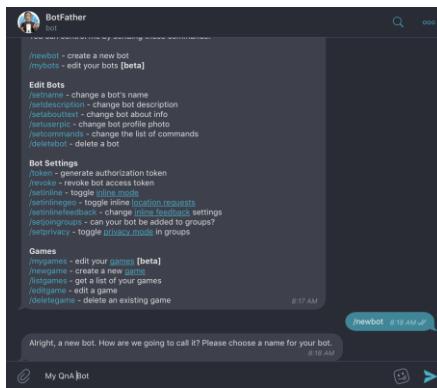 BotFather
bot
You can control me by sending these commands:
/newbot - create a new bot
/mybots - edit your bots [beta]
Edit Bots
/setname - change a bot's name
/setdescription - change bot description
/setabouttext - change bot about info
/setuserpic - change bot profile photo
/setcommands - change the list of commands
/deletebot - delete a bot
Bot Settings
/token - generate authorization token
/revoke - revoke bot access token
/setinline - toggle inline mode
/setinlinegeo - toggle inline location requests
/setinlinefeedback - change inline feedback settings
/setjoingroups - can your bot be added to groups?
/setprivacy - toggle privacy mode in groups
Games
/mygames - edit your games [beta]
/newgame - create a new game
/listgames - get a list of your games
/editgame - edit a game
/deletegame - delete an existing game
8:17 AM
/newbot 8:18 AM
Alright, a new bot. How are we going to call it? Please choose a name for your bot.
8:18 AM
My QnA Bot